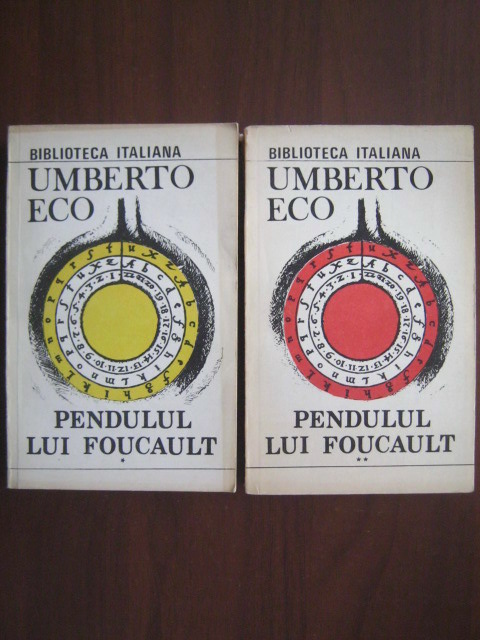 BIBLIOTECA ITALIANA
UMBERTO
ECO
PENDULUL
LUI FOUCAULT
*
BIBLIOTECA ITALIANA
UMBERTO
ECO
PENDULUL
LUI FOUCAULT
**